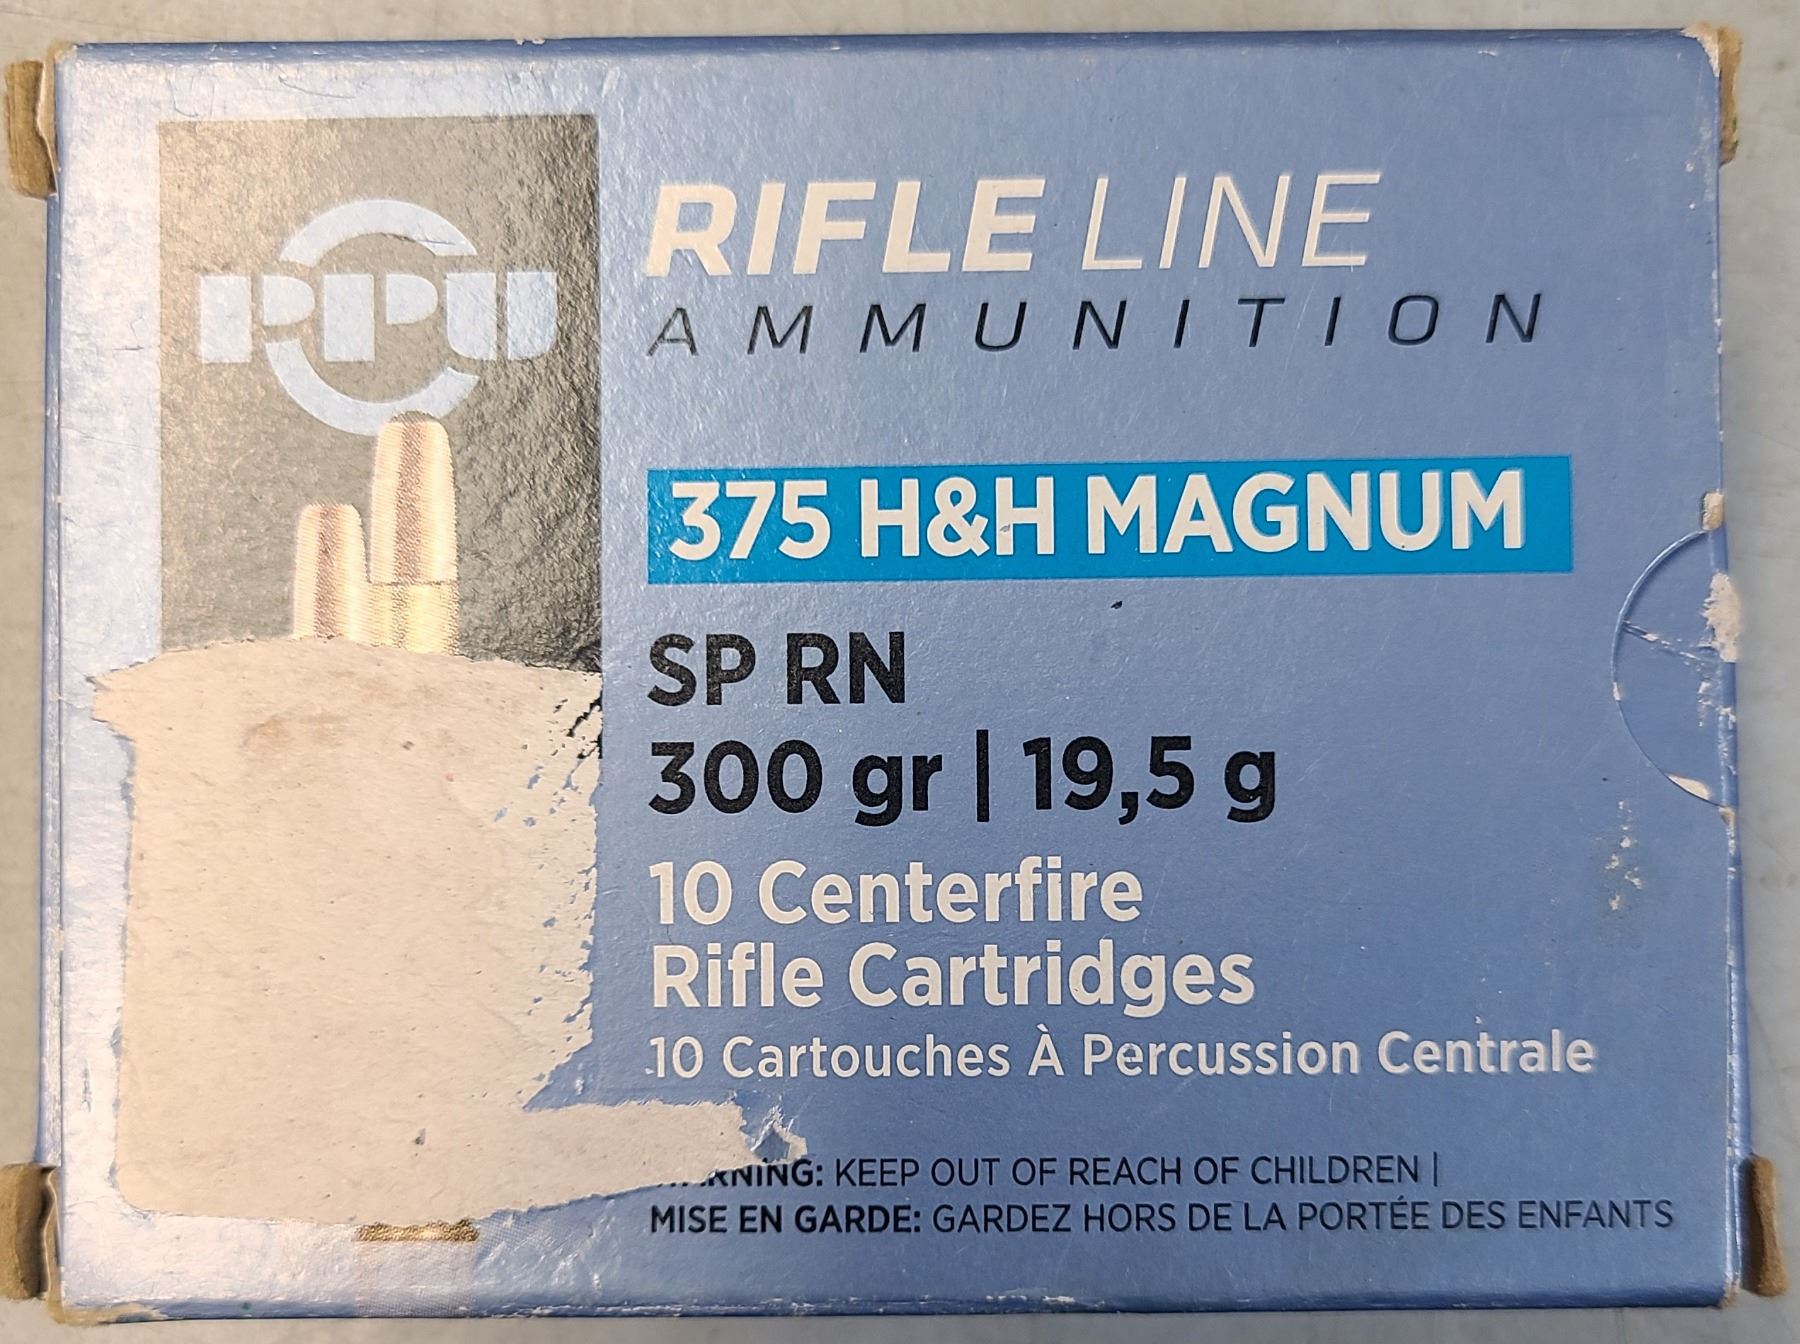 PPU
RIFLE LINE
AMMUNITION
375 H&H MAGNUM
SP RN
300 gr | 19,5 g
10 Centerfire
Rifle Cartridges
10 Cartouches À Percussion Centrale
KEEP OUT OF REACH OF CHILDREN |
MISE EN GARDE: GARDEZ HORS DE LA PORTÉE DES ENFANTS